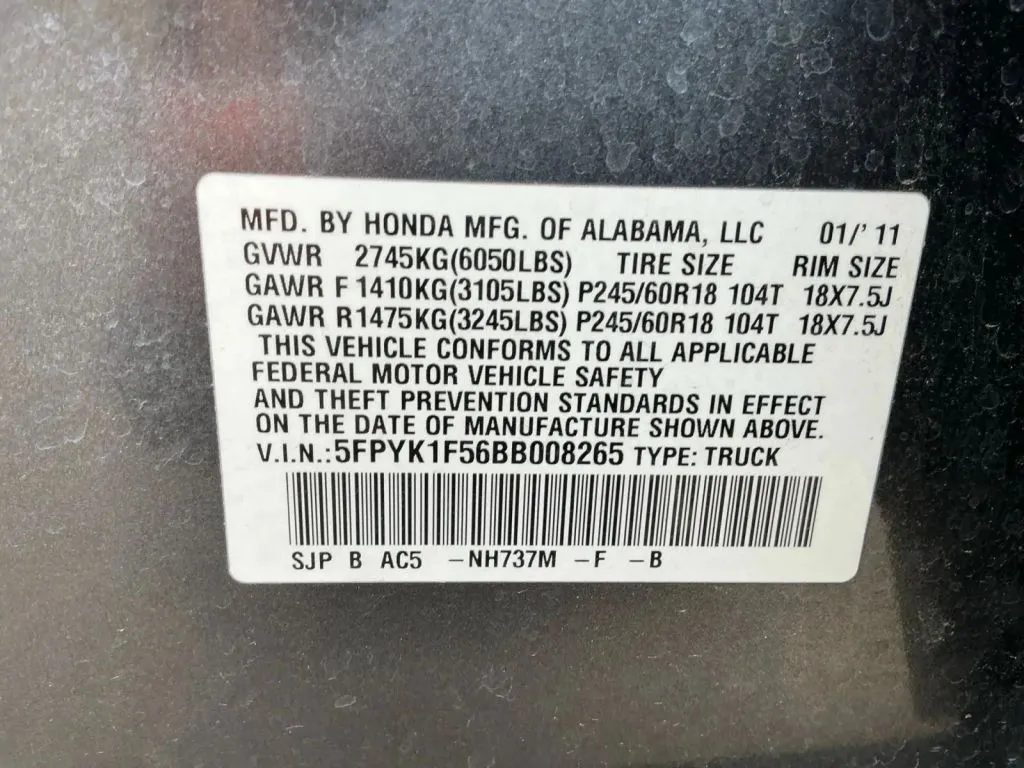 MFD. BY HONDA MFG. OF ALABAMA, LLC 01/'11
GVWR 2745KG(6050LBS) TIRE SIZE RIM SIZE
GAWR F 1410KG(3105LBS) P245/60R18 104T 18X7.5J
GAWR R1475KG(3245LBS) P245/60R18 104T 18X7.5J
THIS VEHICLE CONFORMS TO ALL APPLICABLE
FEDERAL MOTOR VEHICLE SAFETY
AND THEFT PREVENTION STANDARDS IN EFFECT
ON THE DATE OF MANUFACTURE SHOWN ABOVE.
V.I.N.:5FPYK1F56BB008265 TYPE: TRUCK
SJP B AC5 -NH737M -F -B